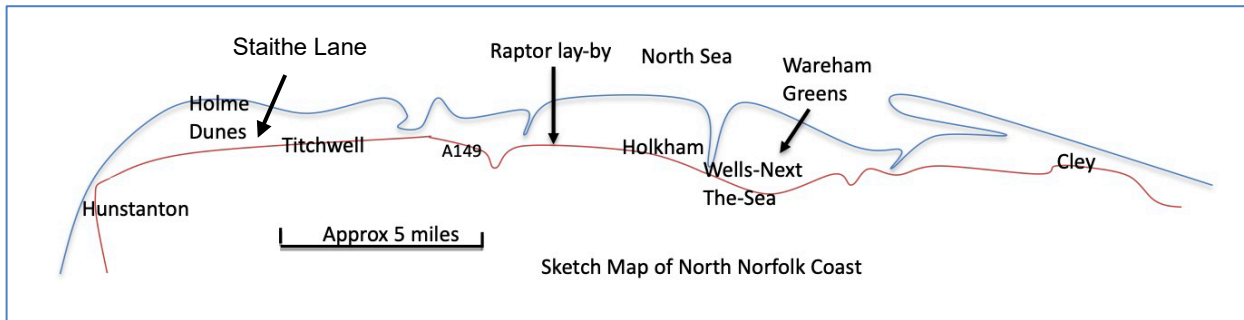 Staithe Lane
Raptor lay-by
North Sea
Wareham
Greens
Holme
Dunes
Titchwell
A149
Holkham
Wells-Next
The-Sea
Cley
Hunstanton
Approx 5 miles
Sketch Map of North Norfolk Coast